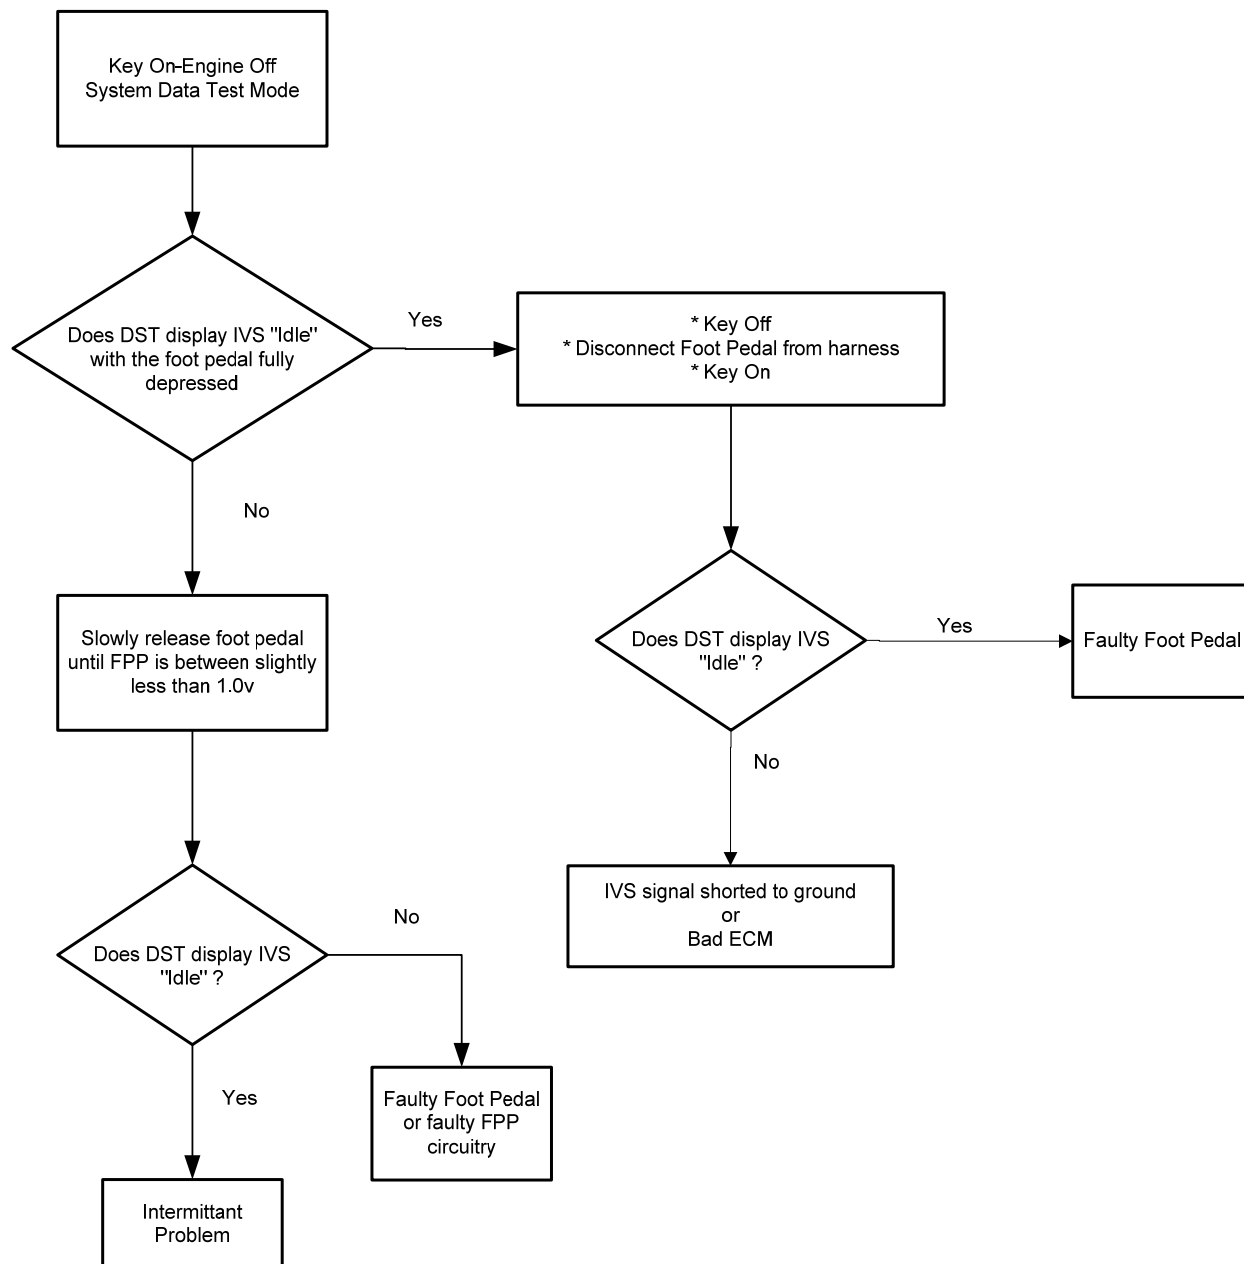 Key On-Engine Off
System Data Test Mode
Does DST display IVS "Idle"
with the foot pedal fully
depressed
Yes
* Key Off
* Disconnect Foot Pedal from harness
* Key On
No
Slowly release foot pedal
until FPP is between slightly
less than 1.0v
Does DST display IVS
"Idle" ?
Yes
Faulty Foot Pedal
No
IVS signal shorted to ground
or
Bad ECM
Does DST display IVS
"Idle" ?
No
Faulty Foot Pedal
or faulty FPP
circuitry
Yes
Intermittant
Problem